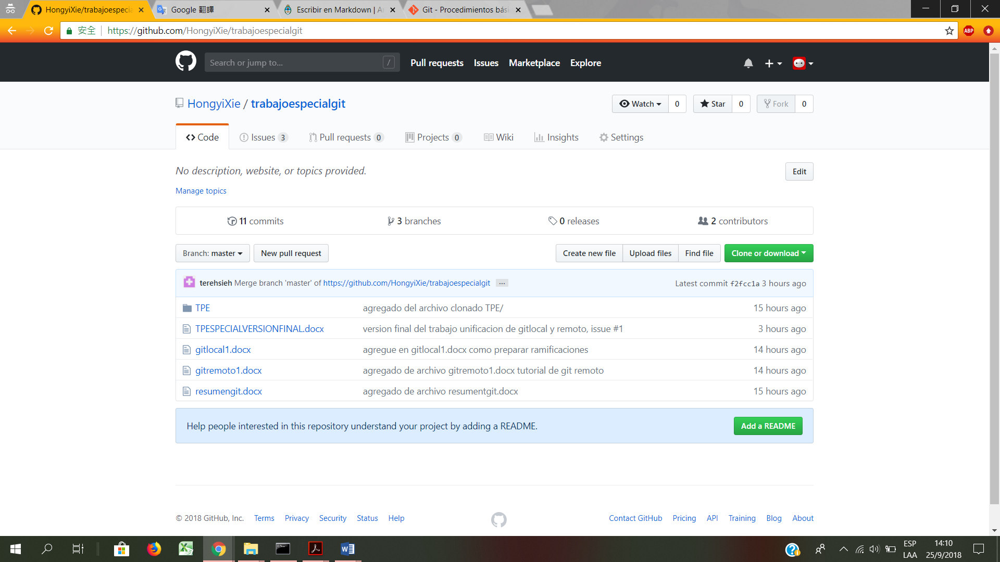 HongyiXie/trabajoespecia
Google 翻譯
Escribir en Markdown | A
Git - Procedimientos bási
安全
https://github.com/HongyiXie/trabajoespecialgit
ABP
Search or jump to...
/
Pull requests
Issues
Marketplace
Explore
HongyiXie / trabajoespecialgit
Watch 0
Star 0
Fork 0
Code
Issues 3
Pull requests 0
Projects 0
Wiki
Insights
Settings
No description, website, or topics provided.
Edit
Manage topics
11 commits
3 branches
0 releases
2 contributors
Branch: master
New pull request
Create new file
Upload files
Find file
Clone or download
terehsieh Merge branch 'master' of https://github.com/HongyiXie/trabajoespecialgit ...
Latest commit f2fcc1a 3 hours ago
TPE agregado del archivo clonado TPE/ 15 hours ago
TPESPECIALVERSIONFINAL.docx version final del trabajo unificacion de gitlocal y remoto, issue #1 3 hours ago
gitlocal1.docx agregue en gitlocal1.docx como preparar ramificaciones 14 hours ago
gitremoto1.docx agregado de archivo gitremoto1.docx tutorial de git remoto 14 hours ago
resumengit.docx agregado de archivo resumentgit.docx 15 hours ago
Help people interested in this repository understand your project by adding a README.
Add a README
© 2018 GitHub, Inc.
Terms
Privacy
Security
Status
Help
Contact GitHub
Pricing
API
Training
Blog
About
ESP
LAA
14:10
25/9/2018